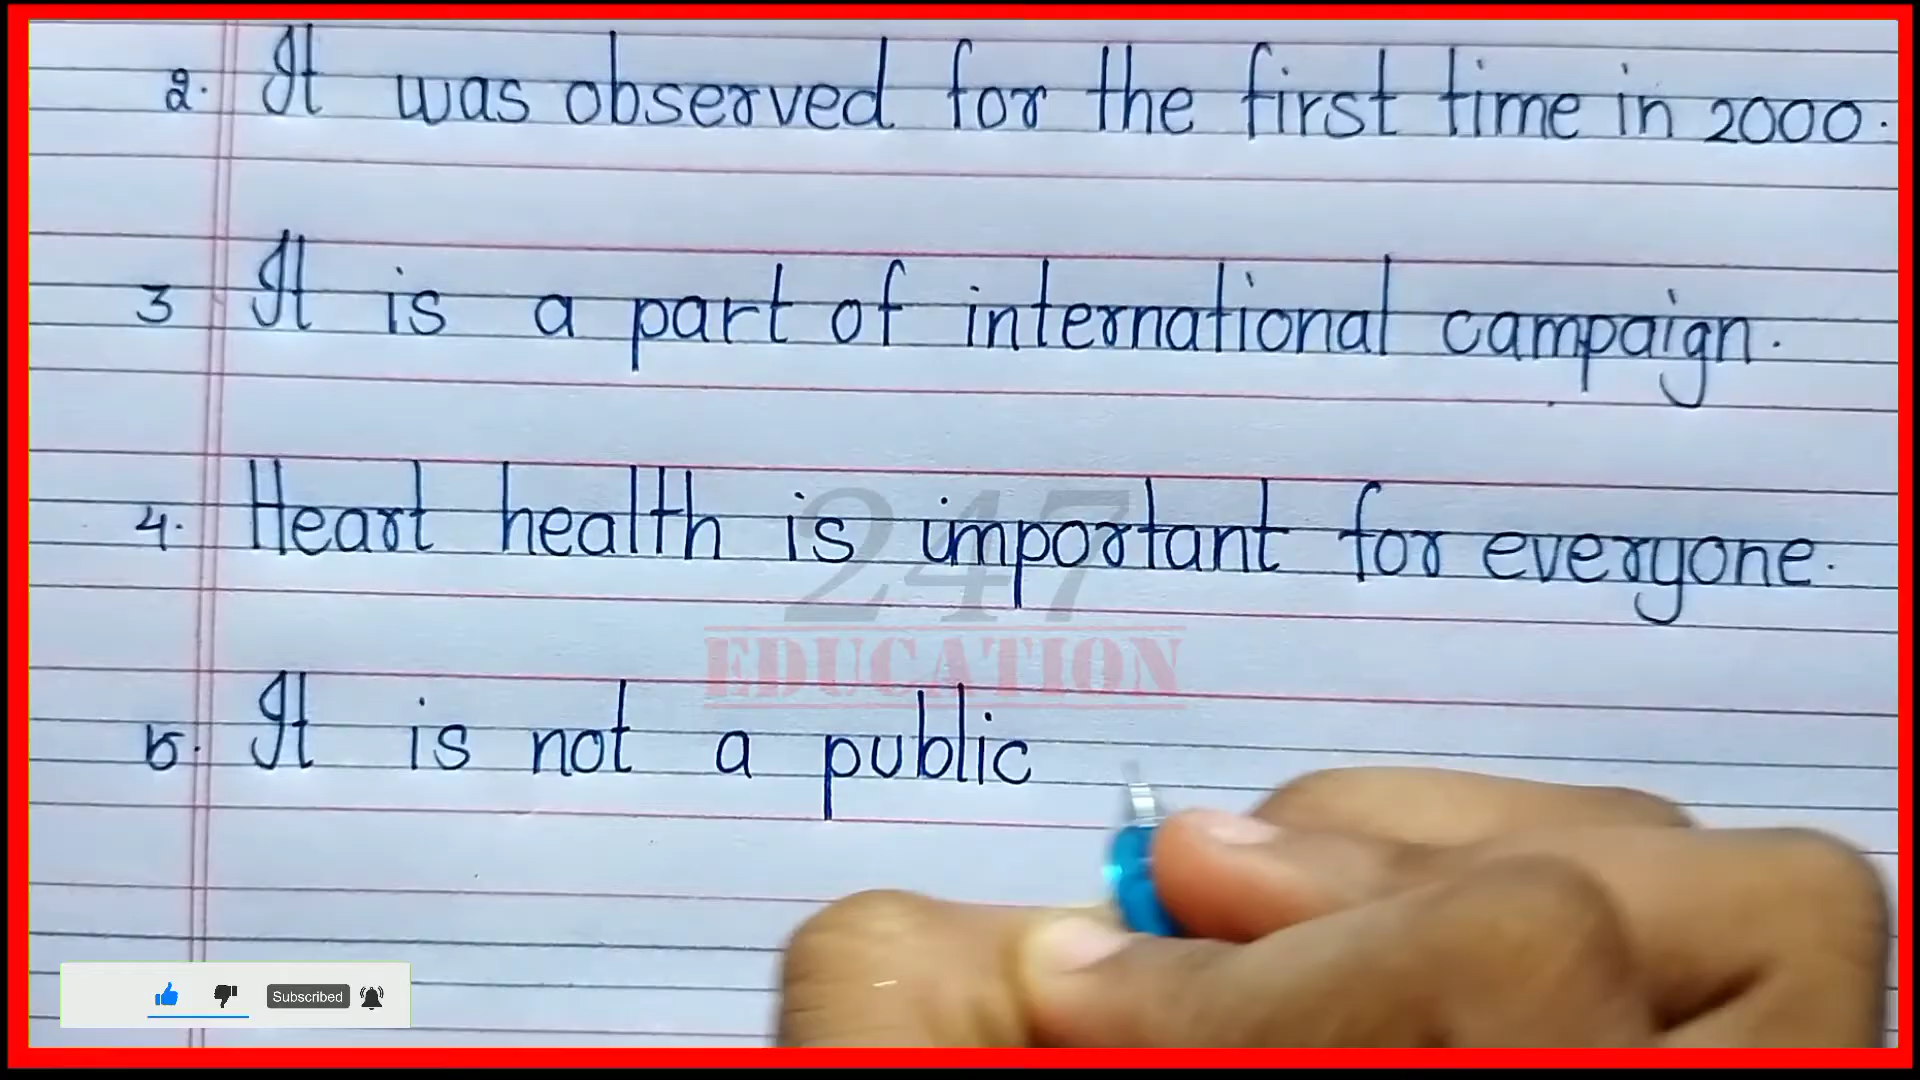 2. It was observed for the first time in 2000.
3 It is a part of international campaign.
4. Heart health is important for everyone.
247
EDUCATION
5. It is not a public
Subscribed